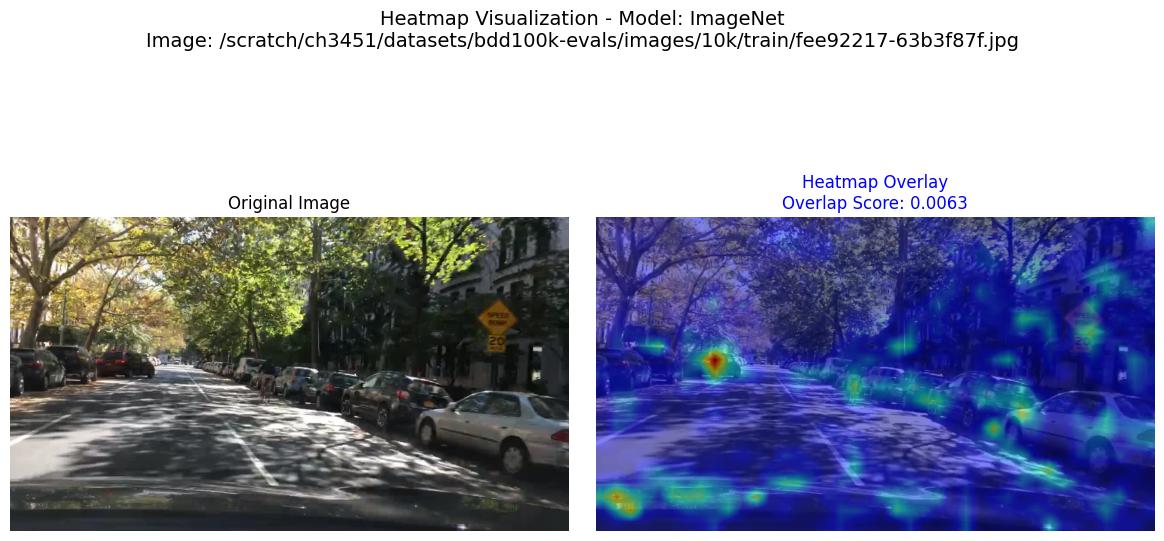 Heatmap Visualization - Model: ImageNet
Image: /scratch/ch3451/datasets/bdd100k-evals/images/10k/train/fee92217-63b3f87f.jpg
Original Image
Heatmap Overlay
Overlap Score: 0.0063
SPEED
BUMP
20